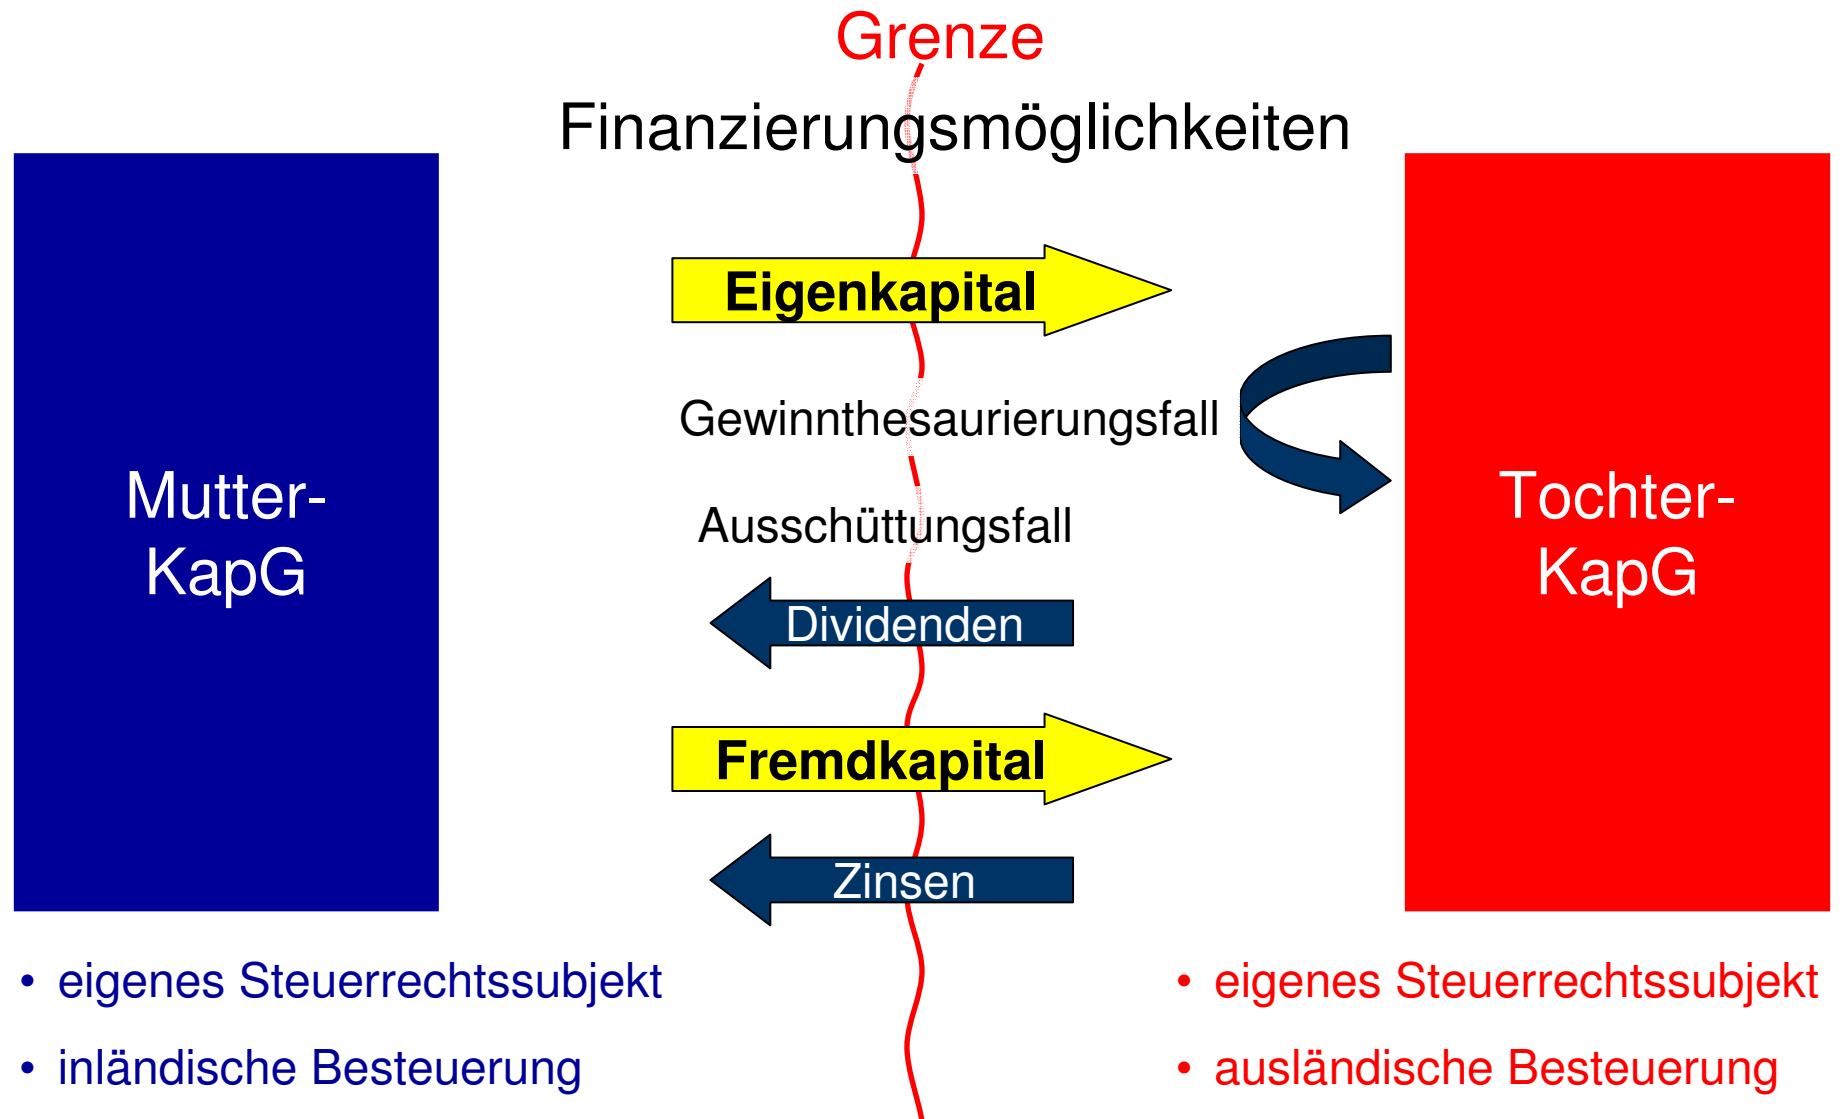 Grenze
Finanzierungsmöglichkeiten
Eigenkapital
Gewinnthesaurierungsfall
Ausschüttungsfall
Mutter-
KapG
Tochter-
KapG
Dividenden
Fremdkapital
Zinsen
• eigenes Steuerrechtssubjekt
• inländische Besteuerung
• eigenes Steuerrechtssubjekt
• ausländische Besteuerung